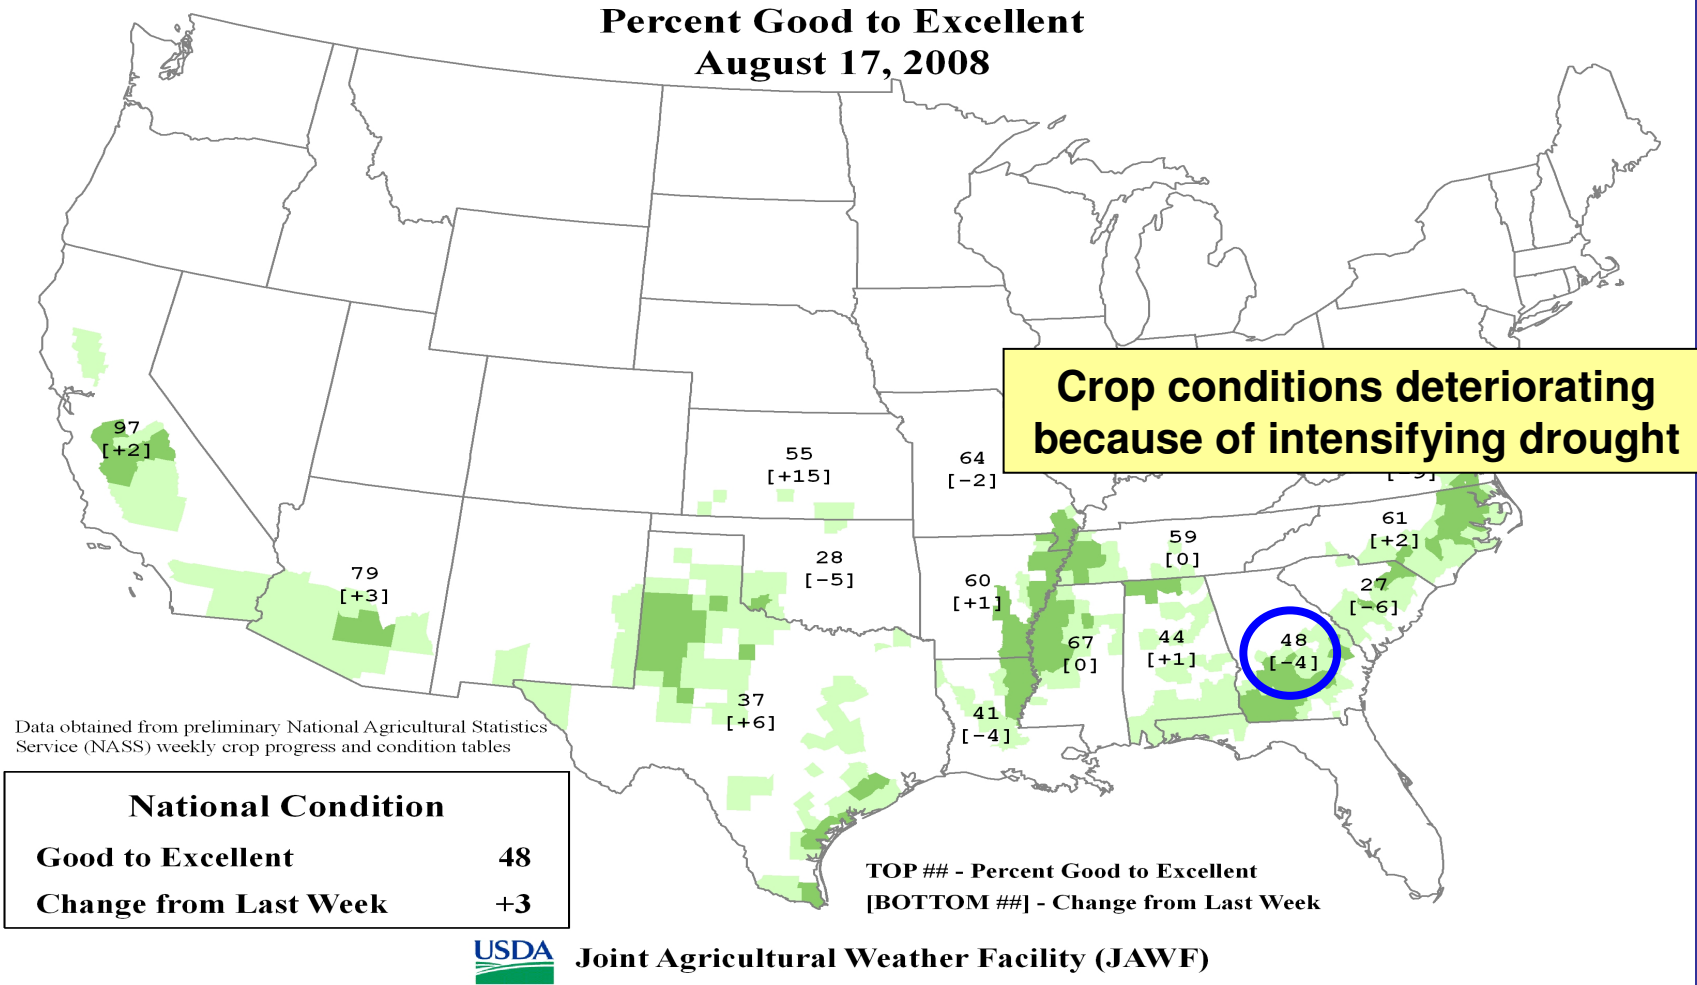 Percent Good to Excellent
August 17, 2008
Crop conditions deteriorating
because of intensifying drought
97
[+2]
55
[+15]
64
[-2]
61
[+2]
59
[0]
28
[-5]
79
[+3]
60
[+1]
27
[-6]
67
[0]
44
[+1]
48
[-4]
37
[+6]
41
[-4]
Data obtained from preliminary National Agricultural Statistics
Service (NASS) weekly crop progress and condition tables
National Condition
Good to Excellent 48
Change from Last Week +3
TOP ## - Percent Good to Excellent
[BOTTOM ##] - Change from Last Week
USDA Joint Agricultural Weather Facility (JAWF)